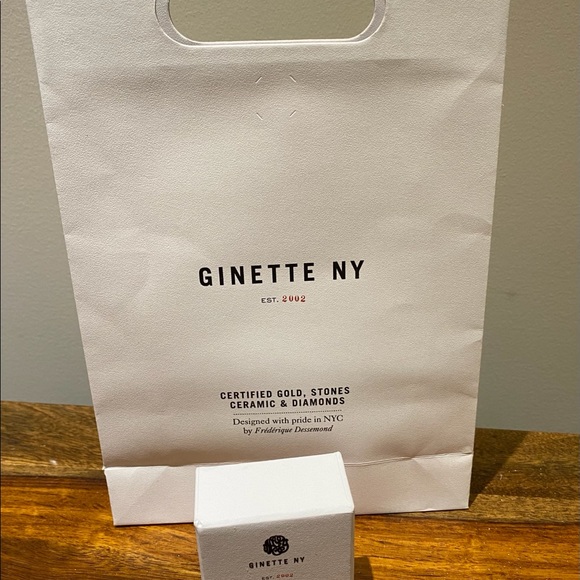 GINETTE NY
EST. 2002
CERTIFIED GOLD, STONES
CERAMIC & DIAMONDS
Designed with pride in NYC
by Frédérique Dessemond
GINETTE NY
EST. 2002